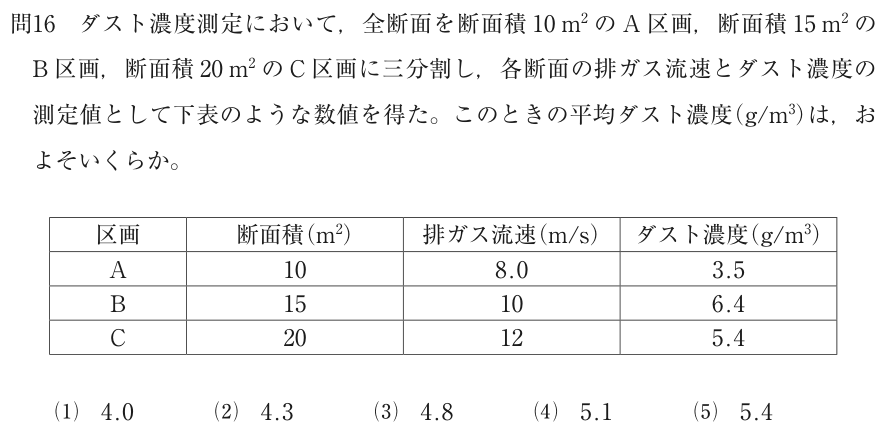 問16 ダスト濃度測定において，全断面を断面積 10 m² の A 区画，断面積 15 m² の
B 区画，断面積 20 m² の C 区画に三分割し，各断面の排ガス流速とダスト濃度の
測定値として下表のような数値を得た。このときの平均ダスト濃度(g/m³)は，お
よそいくらか。
区画 断面積(m²) 排ガス流速(m/s) ダスト濃度(g/m³)
A 10 8.0 3.5
B 15 10 6.4
C 20 12 5.4
(1) 4.0 (2) 4.3 (3) 4.8 (4) 5.1 (5) 5.4